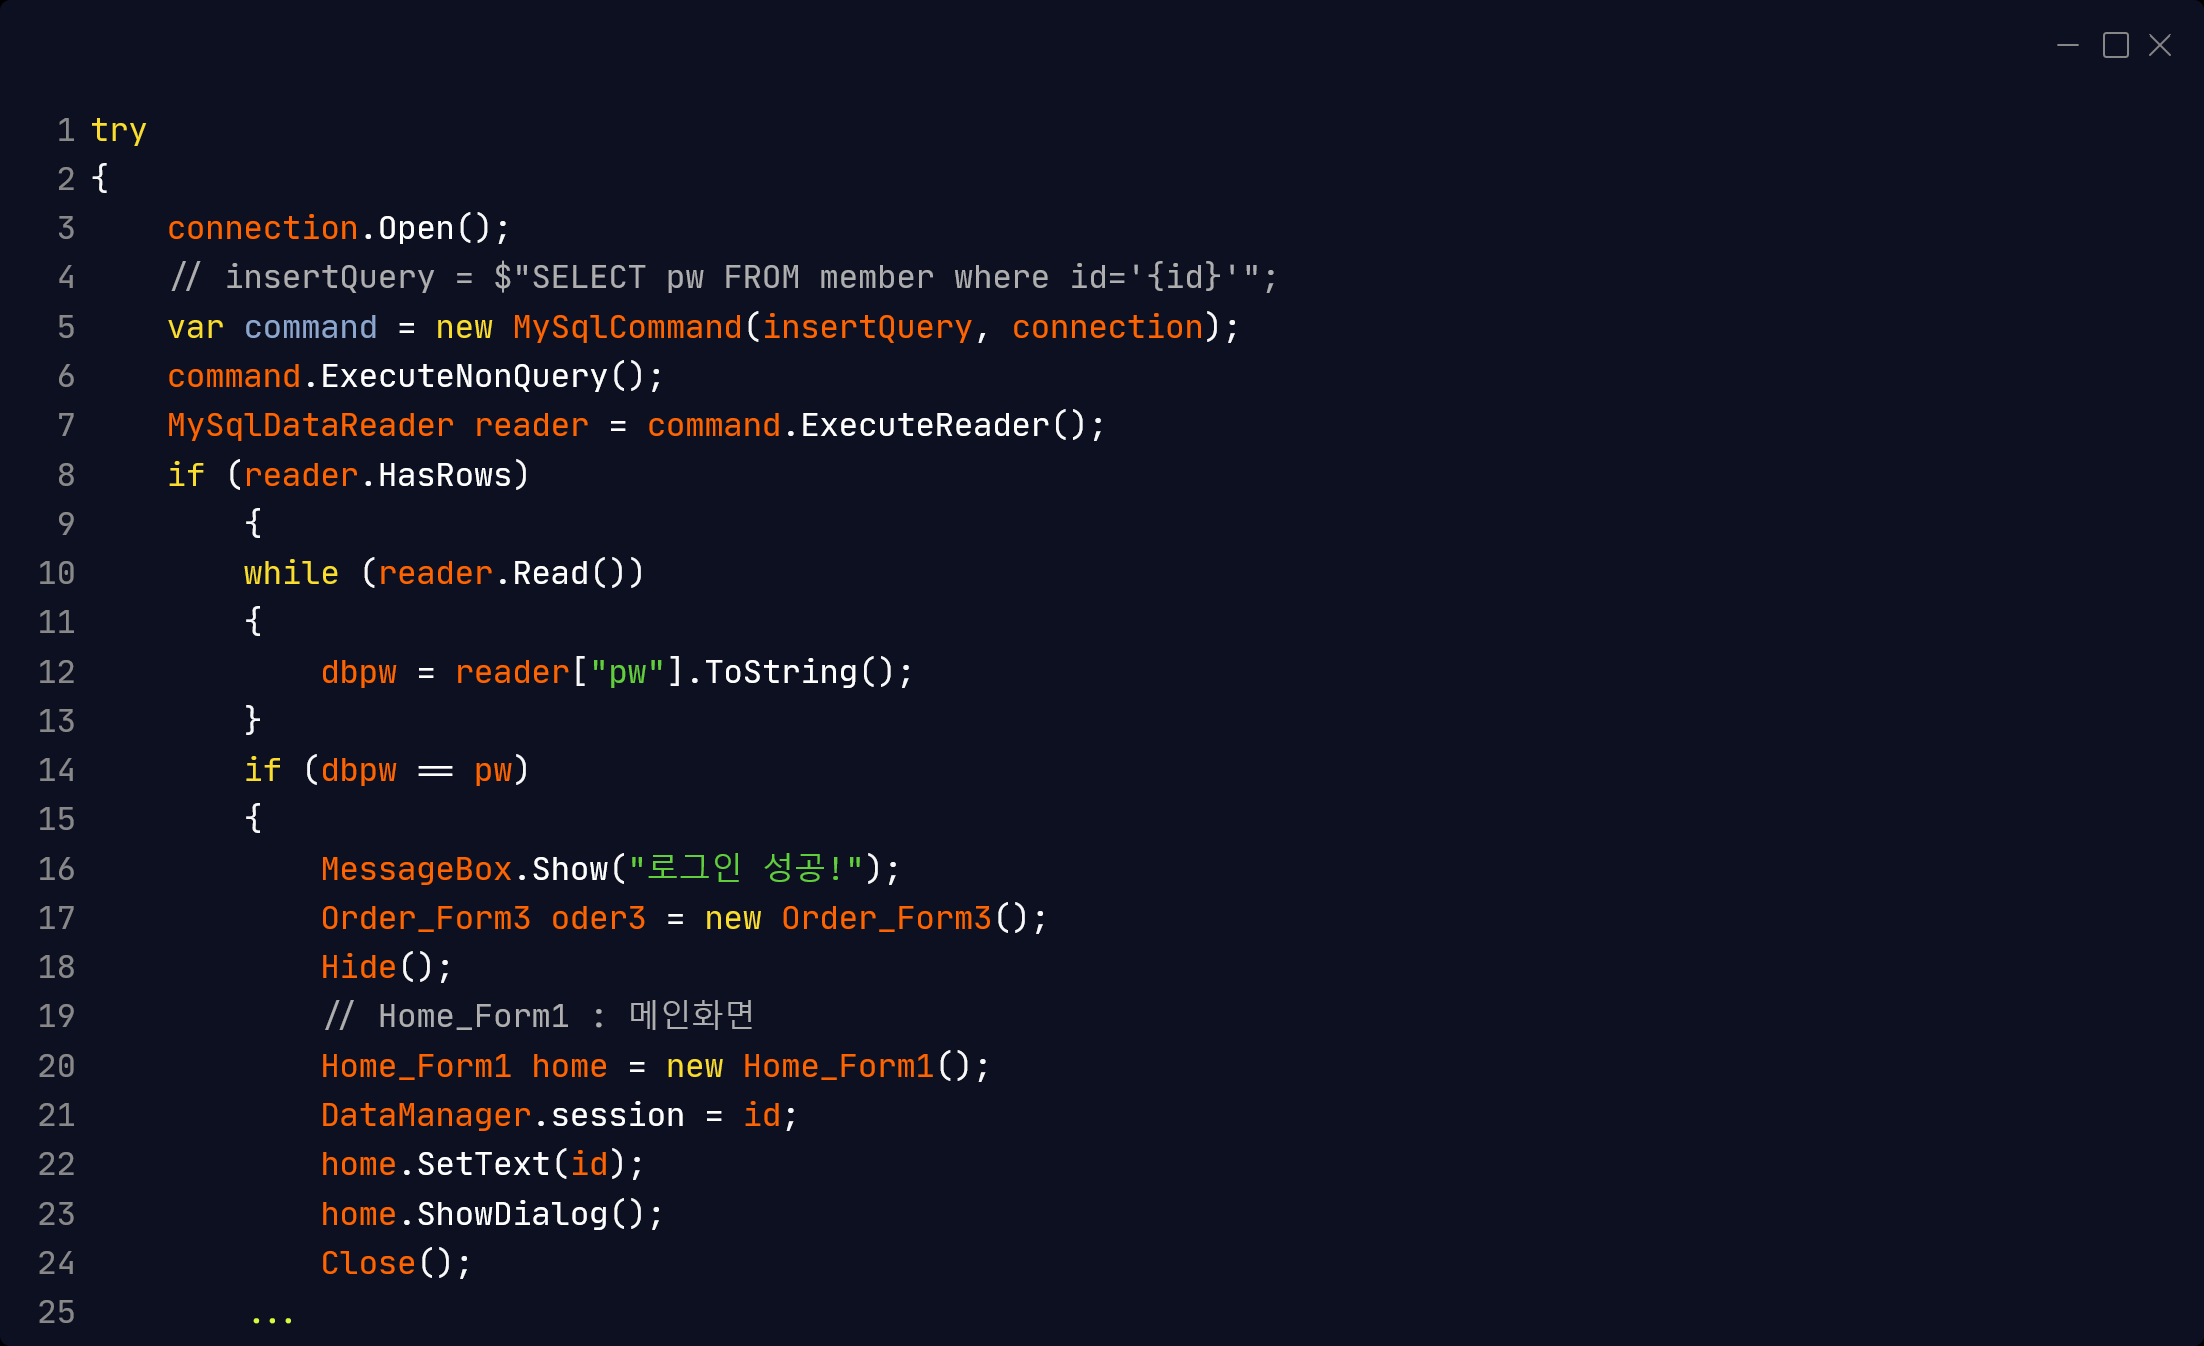 1 try
2 {
3     connection.Open();
4     // insertQuery = $"SELECT pw FROM member where id='{id}'";
5     var command = new MySqlCommand(insertQuery, connection);
6     command.ExecuteNonQuery();
7     MySqlDataReader reader = command.ExecuteReader();
8     if (reader.HasRows)
9         {
10         while (reader.Read())
11         {
12             dbpw = reader["pw"].ToString();
13         }
14         if (dbpw == pw)
15         {
16             MessageBox.Show("로그인 성공!");
17             Order_Form3 oder3 = new Order_Form3();
18             Hide();
19             // Home_Form1 : 메인화면
20             Home_Form1 home = new Home_Form1();
21             DataManager.session = id;
22             home.SetText(id);
23             home.ShowDialog();
24             Close();
25         ...